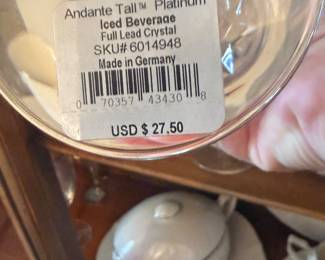 Andante Tall™ Platinum
Iced Beverage
Full Lead Crystal
SKU# 6014948
Made in Germany
0 70357 43430 8
USD $ 27.50